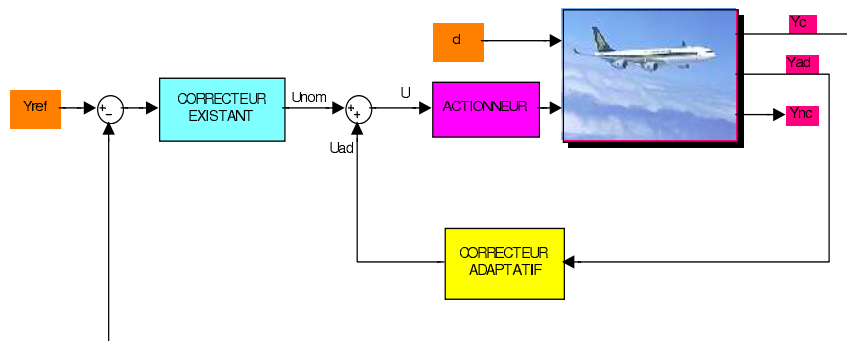 Yc
d
Yad
CORRECTEUR
EXISTANT
Unom
U
ACTIONNEUR
Yref
+
−
+
+
Ync
Uad
CORRECTEUR
ADAPTATIF